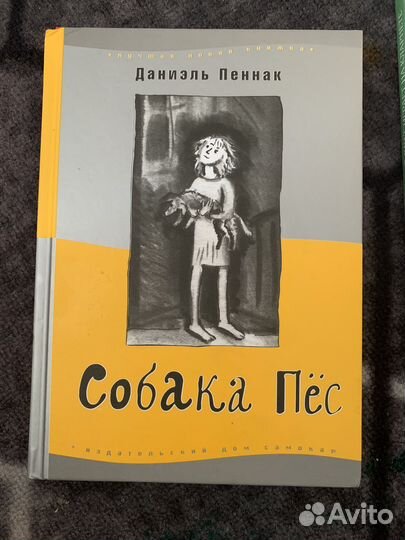 • лучшая новая книжка •
Даниэль Пеннак
Собака Пёс
• издательский дом самокат
Avito